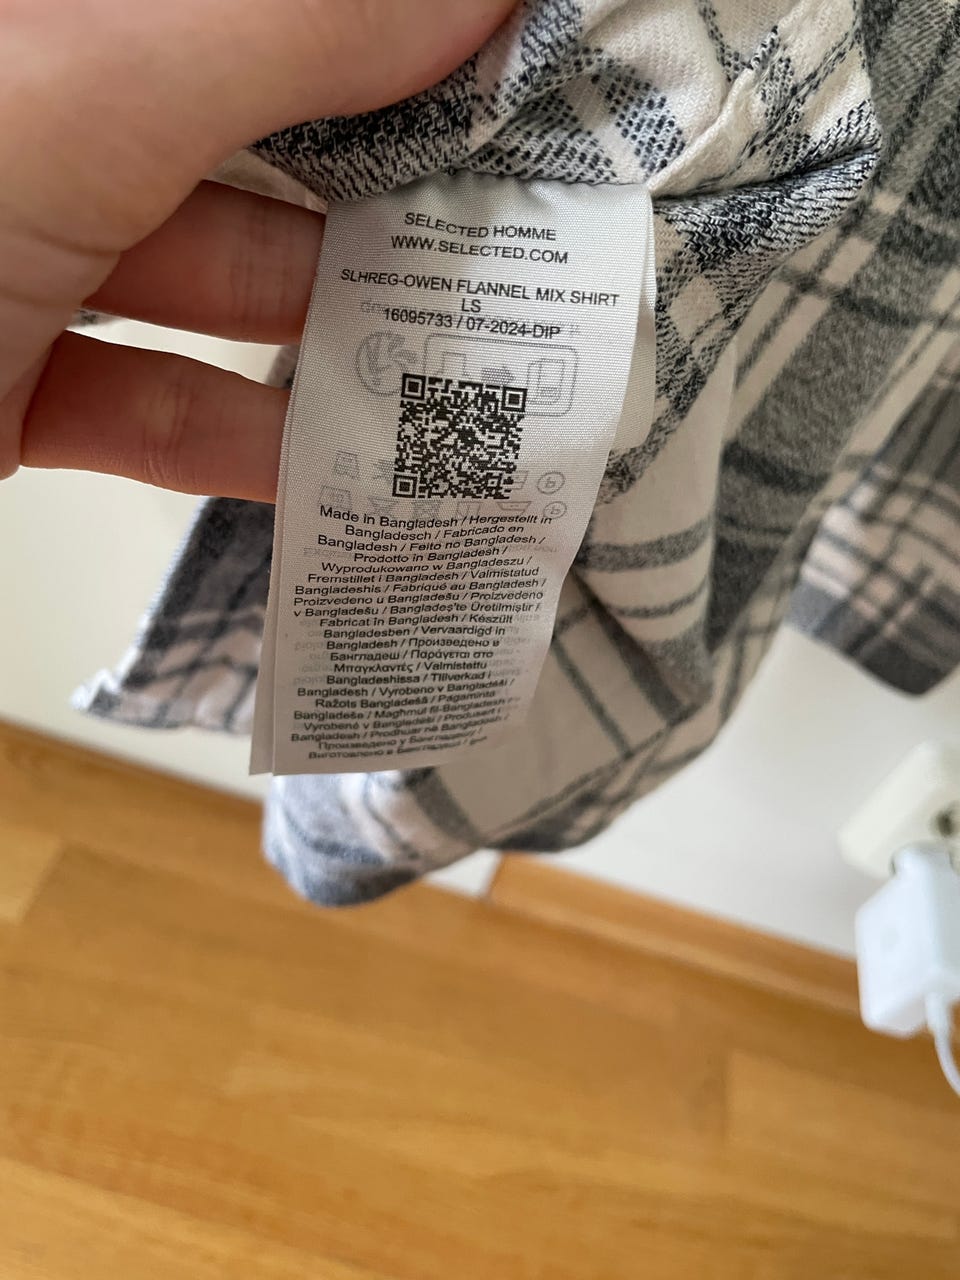 SELECTED HOMME
WWW.SELECTED.COM
SLHREG-OWEN FLANNEL MIX SHIRT
LS
16095733 / 07-2024-DIP
Made in Bangladesh / Hergestellt in
Bangladesch / Fabricado en
Bangladesh / Feito no Bangladesh /
Prodotto in Bangladesh /
Wyprodukowano w Bangladeszu /
Fremstillet i Bangladesh / Valmistatud
Bangladeshis / Fabriqué au Bangladesh /
Proizvedeno u Bangladešu / Proizvedeno
v Bangladešu / Bangladeş'te Üretilmiştir /
Fabricat în Bangladesh / Készült
Bangladesben / Vervaardigd in
Bangladesh / Произведено в
Бангладеш / Παράγεται στο
Μπαγκλαντές / Valmistettu
Bangladeshissa / Tillverkad i
Bangladesh / Vyrobeno v Bangladéši /
Ražots Bangladešā / Pagaminta
Bangladeše / Magħmul fil-Bangladesh
Vyrobené v Bangladéši / Produsert i
Bangladesh / Prodhuar në Bangladesh /
Произведено у Бангладешу /
Виготовлено в Бангладеш /